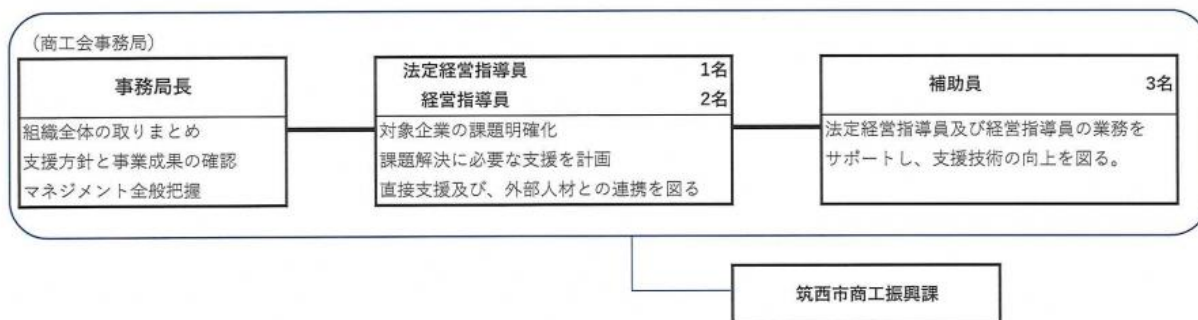 （商工会事務局）
事務局長
組織全体の取りまとめ
支援方針と事業成果の確認
マネジメント全般把握
法定経営指導員 1名
経営指導員 2名
対象企業の課題明確化
課題解決に必要な支援を計画
直接支援及び、外部人材との連携を図る
補助員 3名
法定経営指導員及び経営指導員の業務を
サポートし、支援技術の向上を図る。
筑西市商工振興課